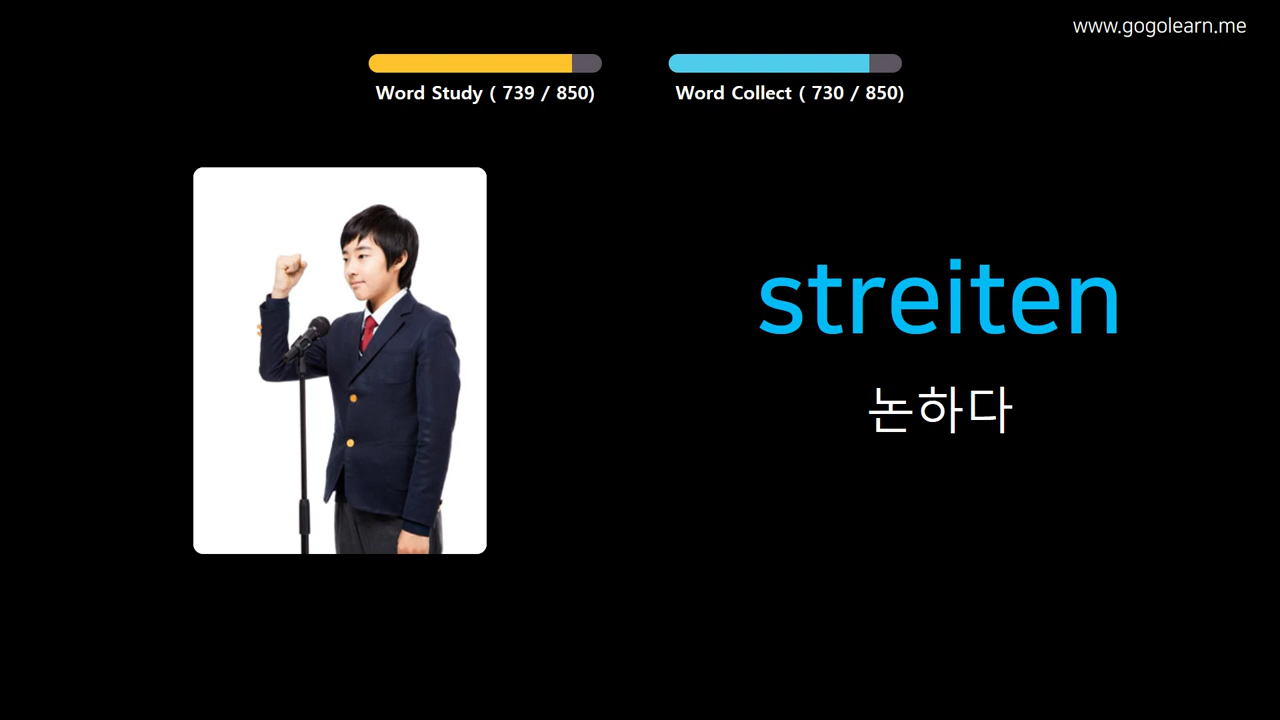 www.gogolearn.me
Word Study ( 739 / 850)
Word Collect ( 730 / 850)
streiten
논하다